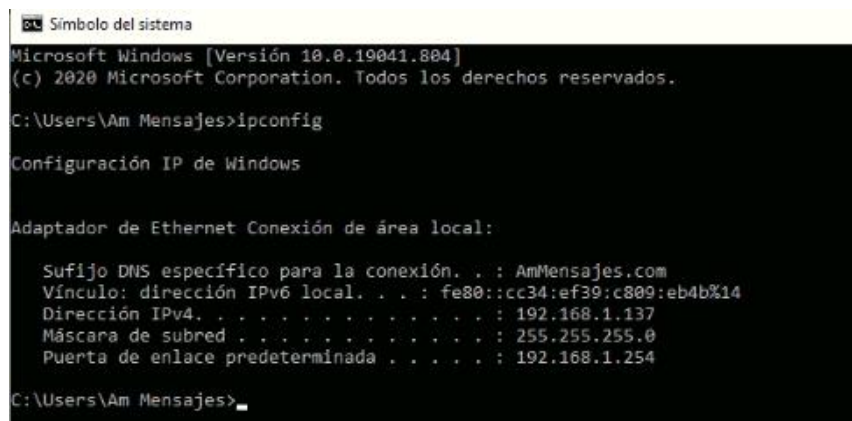 Símbolo del sistema
Microsoft Windows [Versión 10.0.19041.804]
(c) 2020 Microsoft Corporation. Todos los derechos reservados.
C:\Users\Am Mensajes>ipconfig
Configuración IP de Windows
Adaptador de Ethernet Conexión de área local:
Sufijo DNS específico para la conexión. . : AmMensajes.com
Vínculo: dirección IPv6 local. . . : fe80::cc34:ef39:c809:eb4b%14
Dirección IPv4. . . . . . . . . . . . . . : 192.168.1.137
Máscara de subred . . . . . . . . . . . . : 255.255.255.0
Puerta de enlace predeterminada . . . . . : 192.168.1.254
C:\Users\Am Mensajes>